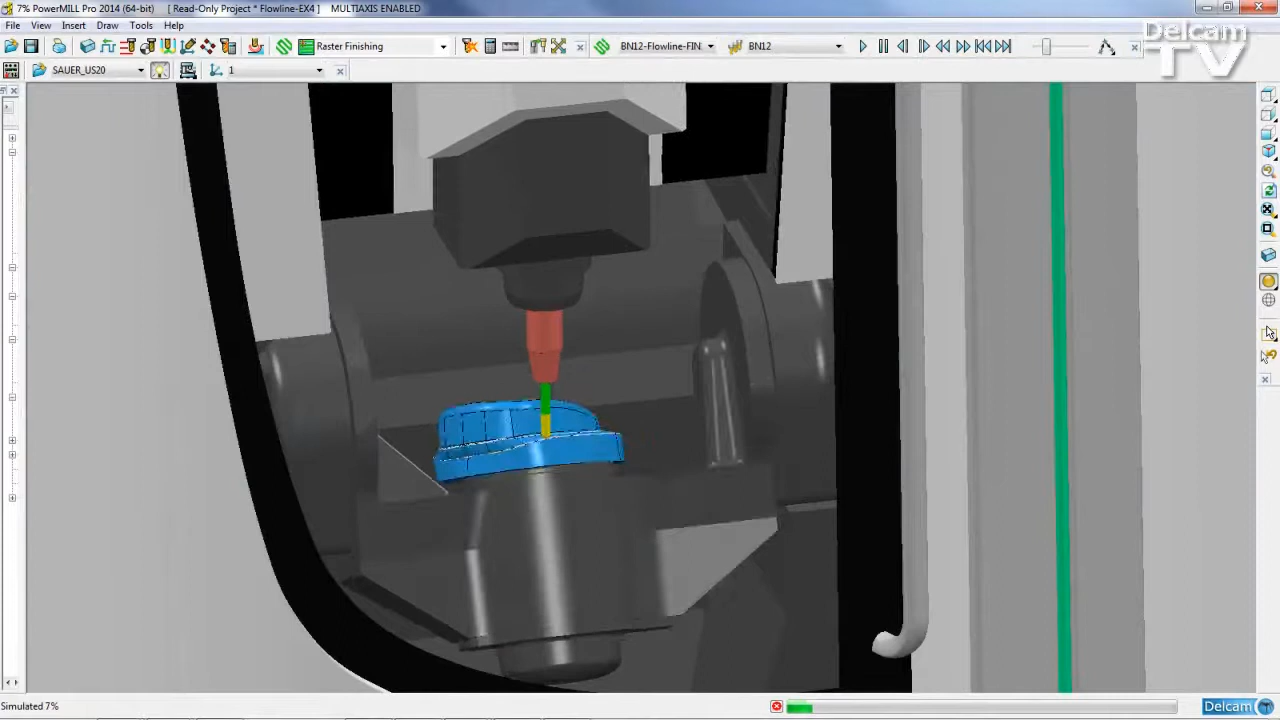 7% PowerMILL Pro 2014 (64-bit) [ Read-Only Project * Flowline-EX4 ] MULTIAXIS ENABLED
File View Insert Draw Tools Help
Raster Finishing BN12-Flowline-FIN BN12
Delcam
TV
SAUER_US20 1
Simulated 7% Delcam